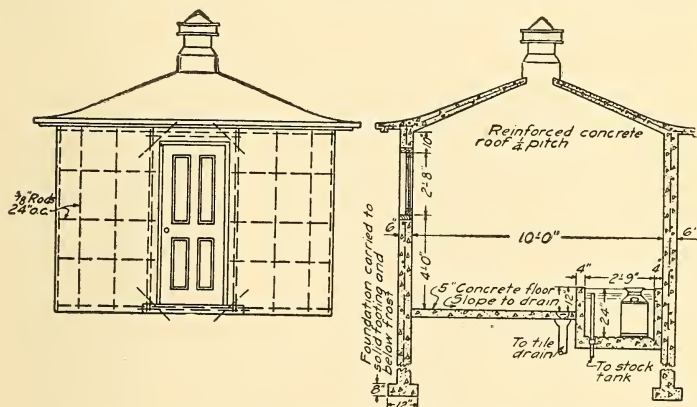 3/8" Rods
24" o.c.
Reinforced concrete
roof 1/4 pitch
10"
2'-8"
4'-0"
6"
10'-0"
6"
Foundation carried to
solid footing and
below frost
5" Concrete floor
Slope to drain
12"
4"
2'-9"
4
24"
To tile
drain
To stock
tank
8"
12"